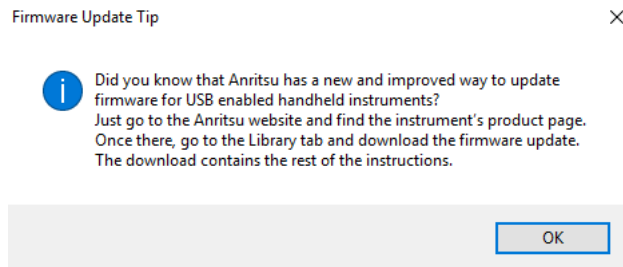 Firmware Update Tip
Did you know that Anritsu has a new and improved way to update
firmware for USB enabled handheld instruments?
Just go to the Anritsu website and find the instrument's product page.
Once there, go to the Library tab and download the firmware update.
The download contains the rest of the instructions.
OK